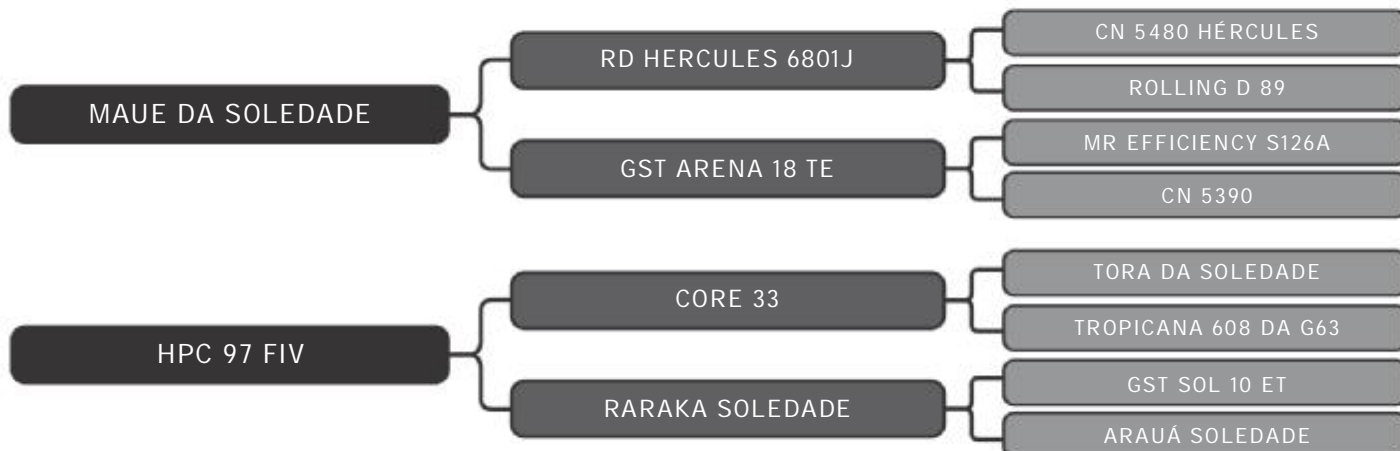 MAUE DA SOLEDADE
RD HERCULES 6801J
CN 5480 HÉRCULES
ROLLING D 89
GST ARENA 18 TE
MR EFFICIENCY S126A
CN 5390
HPC 97 FIV
CORE 33
TORA DA SOLEDADE
TROPICANA 608 DA G63
RARAKA SOLEDADE
GST SOL 10 ET
ARAUÁ SOLEDADE